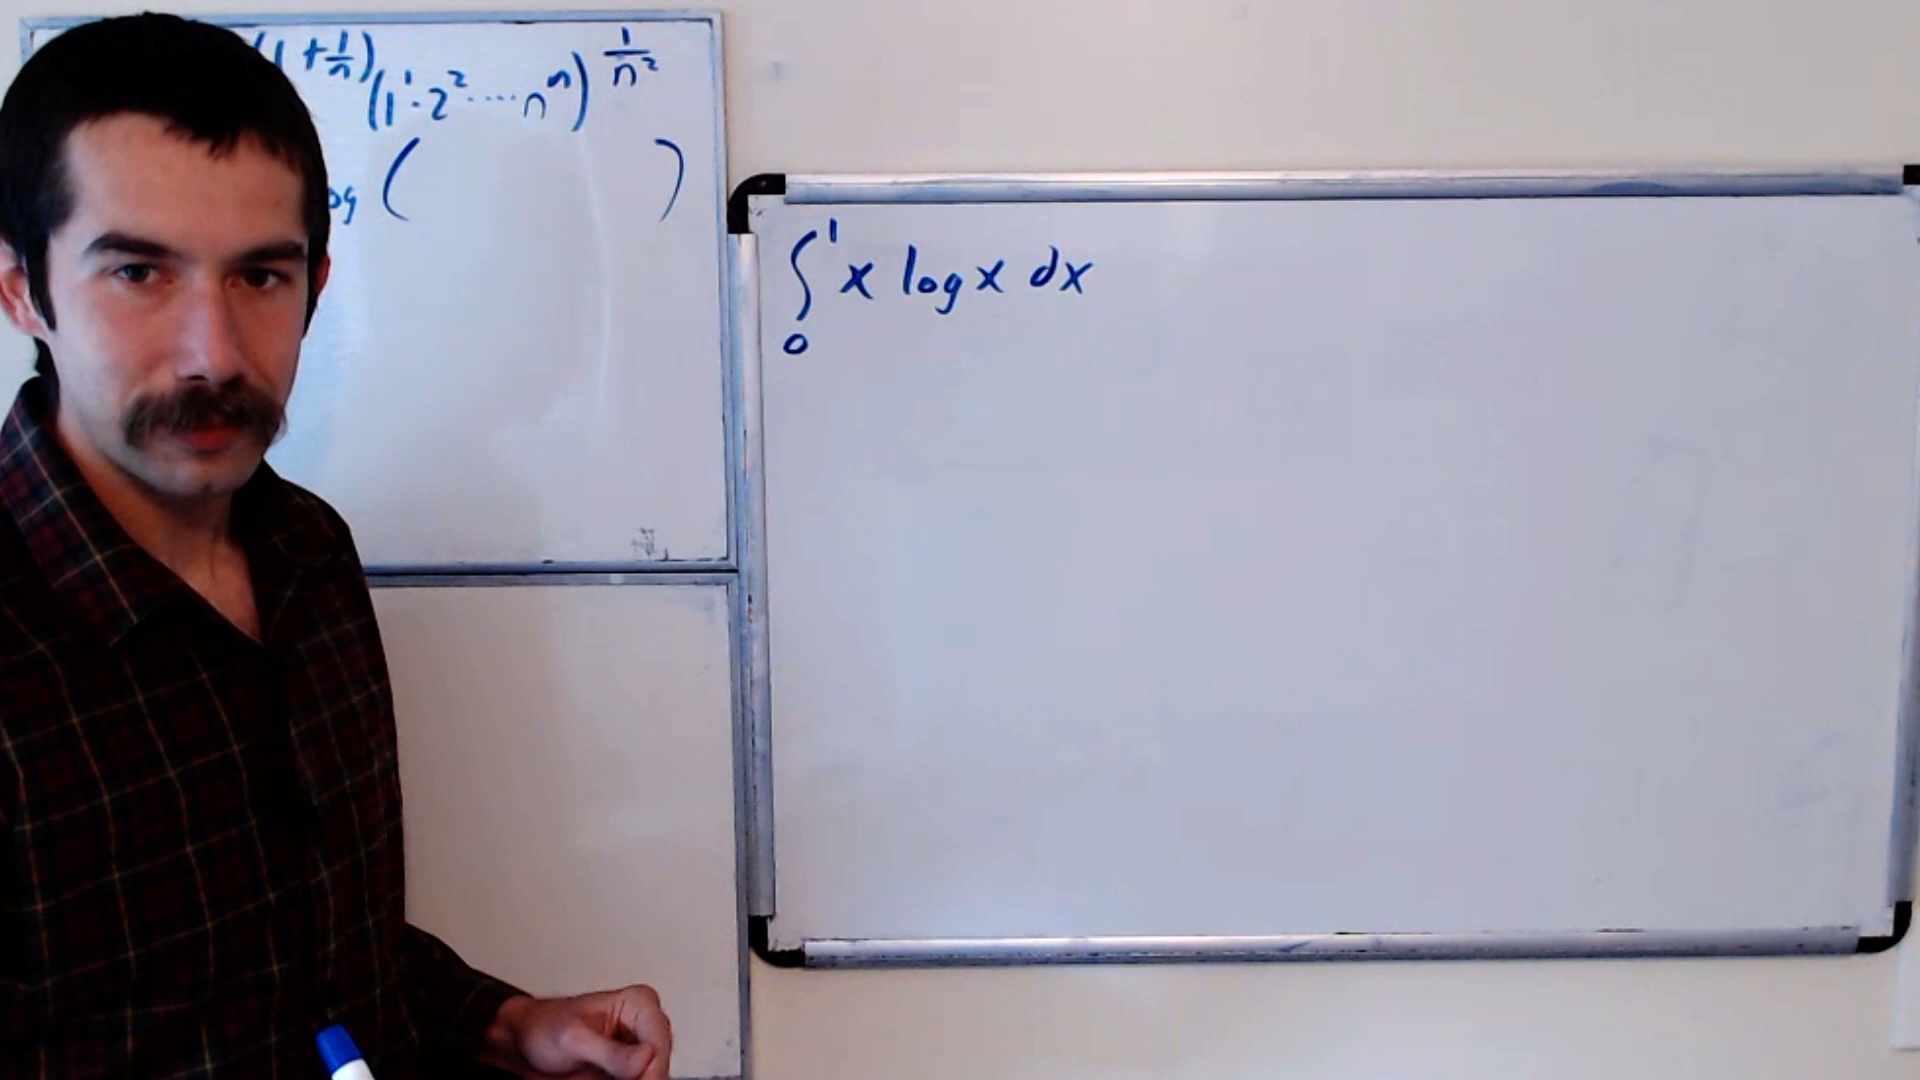 (1 + 1/n) (1¹·2²·····nⁿ)^(1/n²)
og ( )
∫₀¹ x log x dx